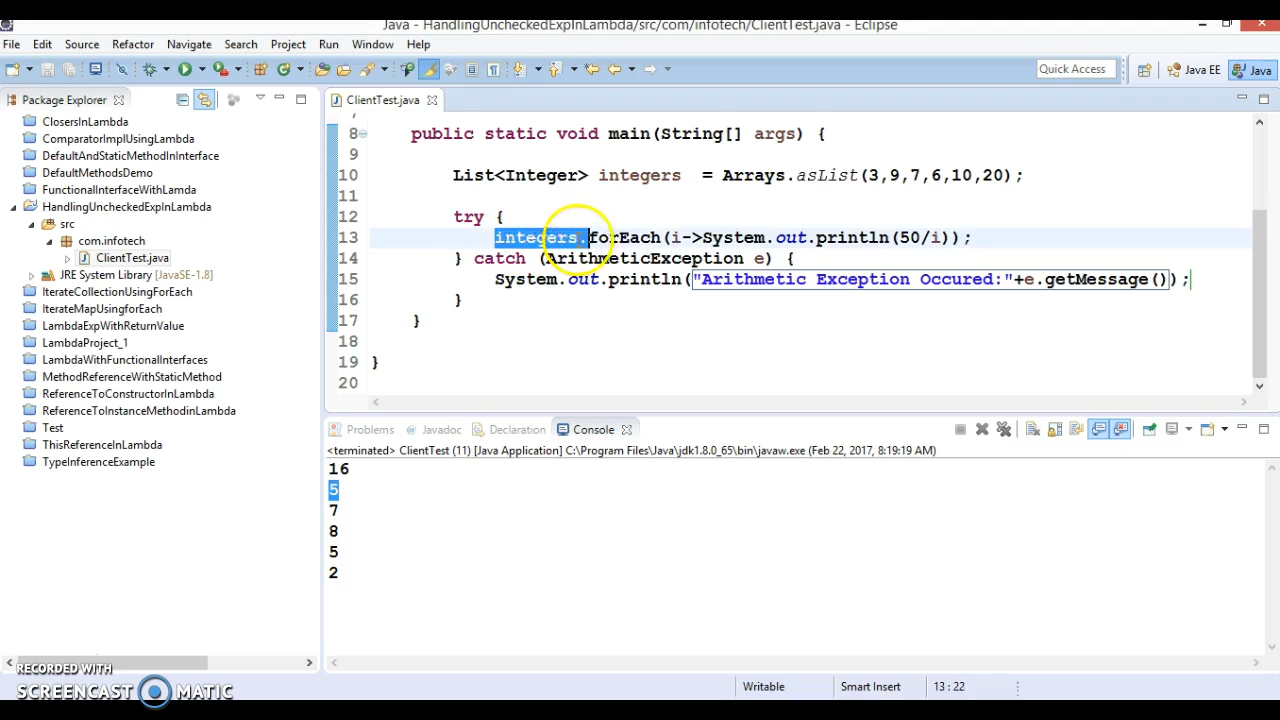 Java - HandlingUncheckedExpInLambda/src/com/infotech/ClientTest.java - Eclipse
File Edit Source Refactor Navigate Search Project Run Window Help
Quick Access Java EE Java
Package Explorer
ClosersInLambda
ComparatorImplUsingLambda
DefaultAndStaticMethodInInterface
DefaultMethodsDemo
FunctionalInterfaceWithLamda
HandlingUncheckedExpInLambda
src
com.infotech
ClientTest.java
JRE System Library [JavaSE-1.8]
IterateCollectionUsingForEach
IterateMapUsingforEach
LambdaExpWithReturnValue
LambdaProject_1
LambdaWithFunctionalInterfaces
MethodReferenceWithStaticMethod
ReferenceToConstructorInLambda
ReferenceToInstanceMethodinLambda
Test
ThisReferenceInLambda
TypeInferenceExample
ClientTest.java
7
8 public static void main(String[] args) {
9
10 List<Integer> integers = Arrays.asList(3,9,7,6,10,20);
11
12 try {
13 integers.forEach(i->System.out.println(50/i));
14 } catch (ArithmeticException e) {
15 System.out.println("Arithmetic Exception Occured:"+e.getMessage());
16 }
17 }
18
19 }
20
Problems Javadoc Declaration Console
<terminated> ClientTest (11) [Java Application] C:\Program Files\Java\jdk1.8.0_65\bin\javaw.exe (Feb 22, 2017, 8:19:19 AM)
16
5
7
8
5
2
Writable Smart Insert 13 : 22
RECORDED WITH
SCREENCAST MATIC